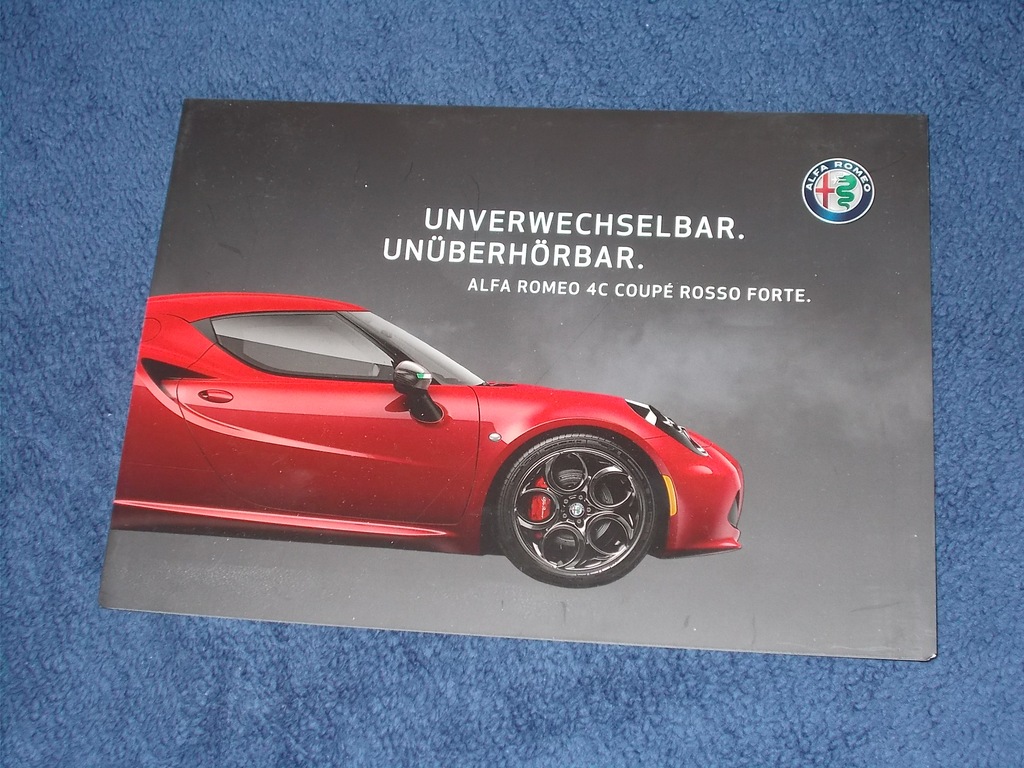 ALFA ROMEO
UNVERWECHSELBAR.
UNÜBERHÖRBAR.
ALFA ROMEO 4C COUPÉ ROSSO FORTE.